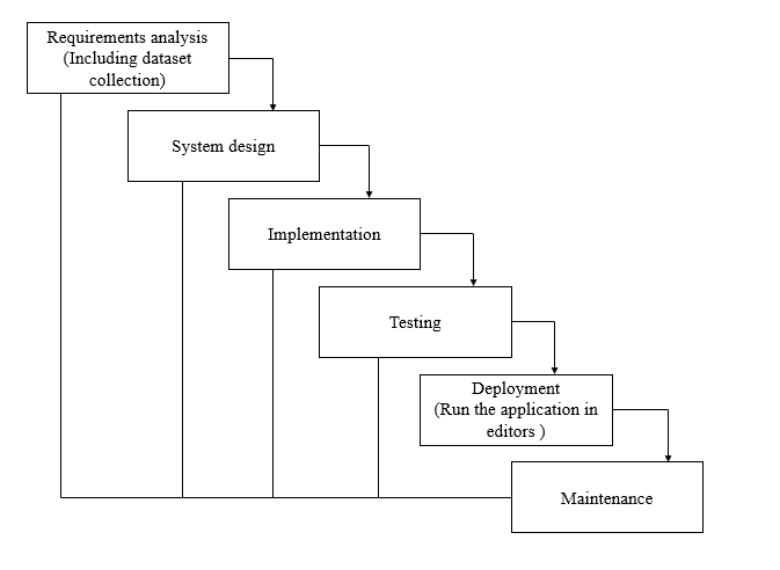 Requirements analysis
(Including dataset
collection)
System design
Implementation
Testing
Deployment
(Run the application in
editors )
Maintenance